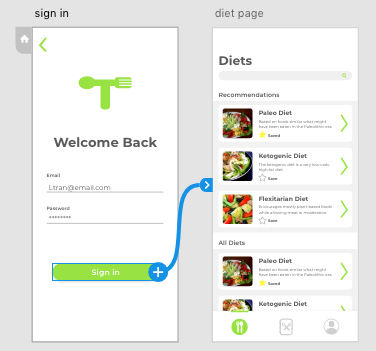 sign in
diet page
Welcome Back
Email
Ltran@email.com
Password
********
Sign in
Diets
Recommendations
Paleo Diet
Based on foods similar what might
have been eaten in the Paleolithic era
Saved
Ketogenic Diet
The ketogenic diet is a very low-carb,
high-fat diet
Save
Flexitarian Diet
Encourages mostly plant-based foods
while allowing meat in moderation
Save
All Diets
Paleo Diet
Based on foods similar what might
have been eaten in the Paleolithic era
Saved
Ketogenic Diet